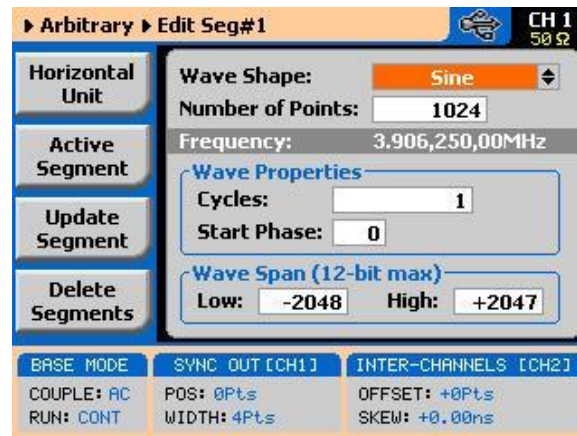 ▸ Arbitrary ▸ Edit Seg#1
CH 1
50 Ω
Horizontal
Unit
Active
Segment
Update
Segment
Delete
Segments
Wave Shape: Sine
Number of Points: 1024
Frequency: 3.906,250,00MHz
Wave Properties
Cycles: 1
Start Phase: 0
Wave Span (12-bit max)
Low: -2048 High: +2047
BASE MODE
COUPLE: AC
RUN: CONT
SYNC OUT [CH1]
POS: 0Pts
WIDTH: 4Pts
INTER-CHANNELS [CH2]
OFFSET: +0Pts
SKEW: +0.00ns